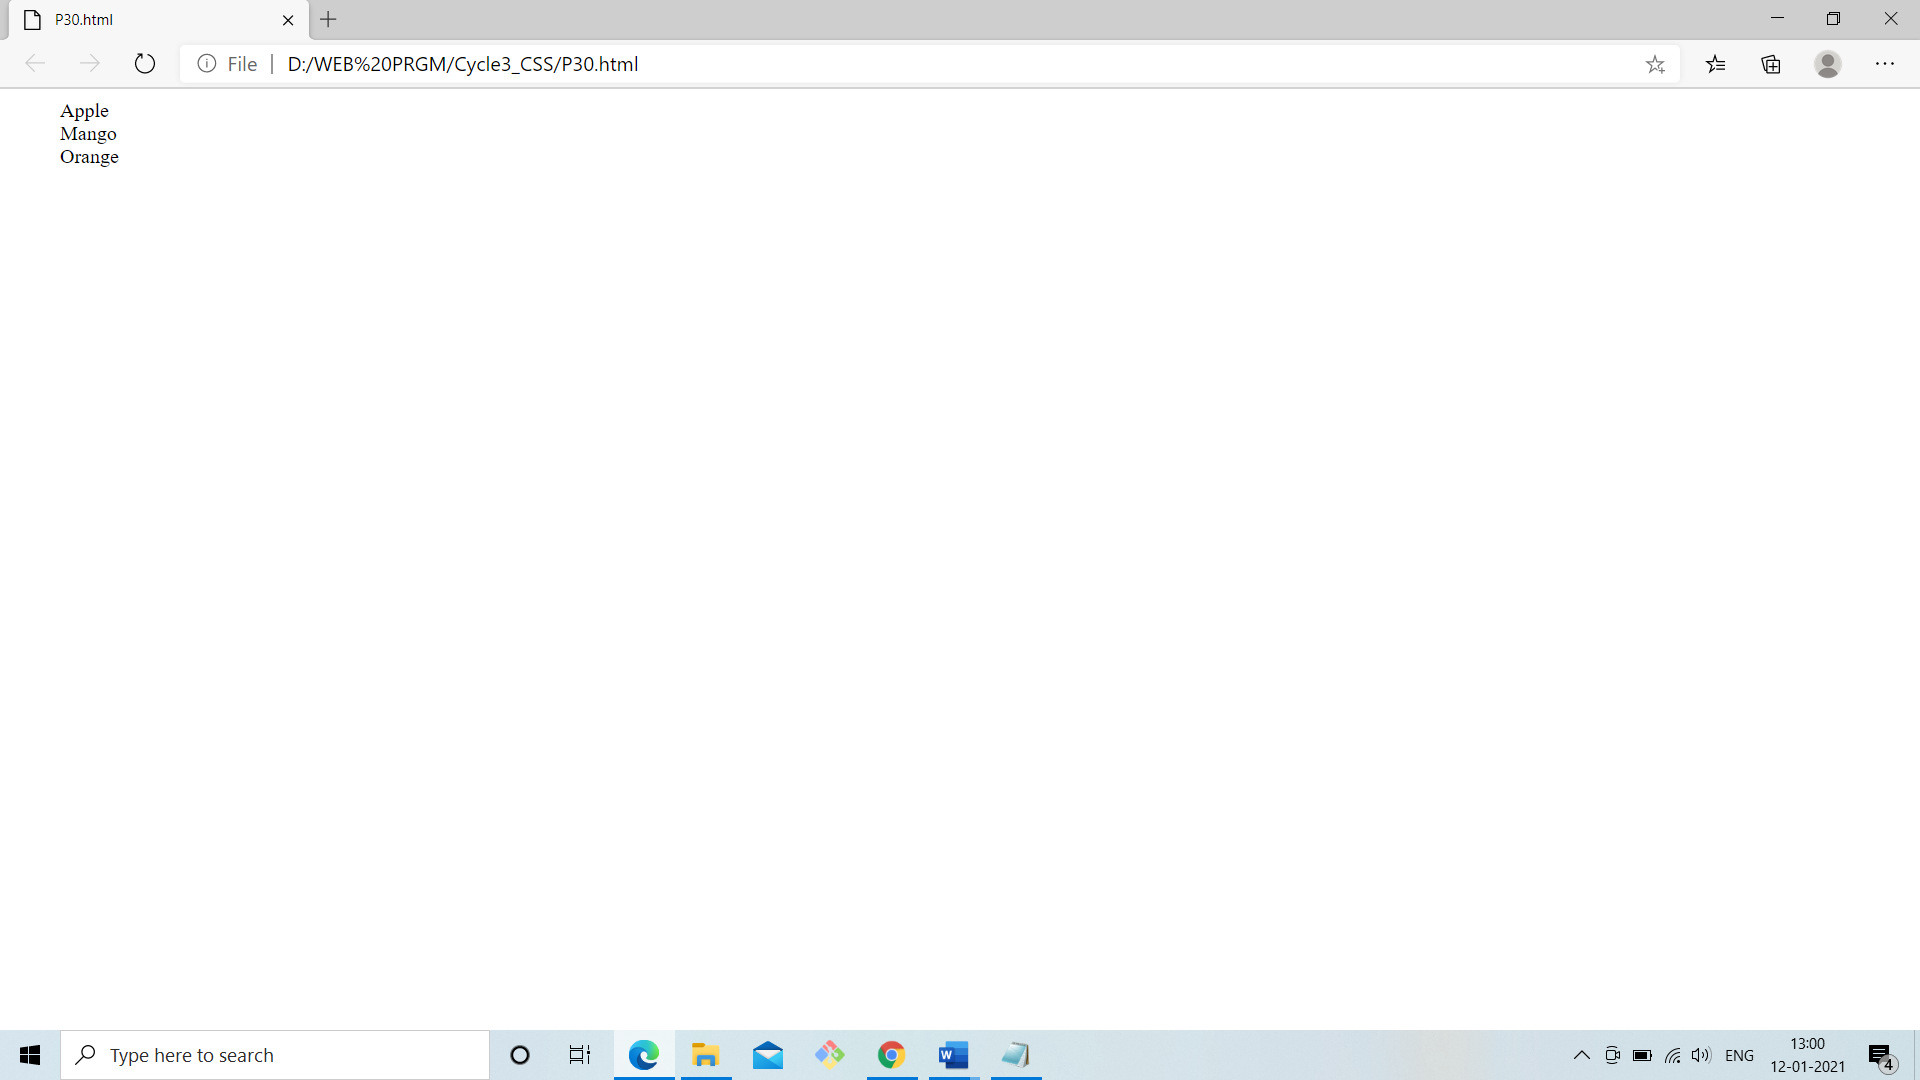 P30.html
File
D:/WEB%20PRGM/Cycle3_CSS/P30.html
Apple
Mango
Orange
Type here to search
W
ENG
13:00
12-01-2021
4